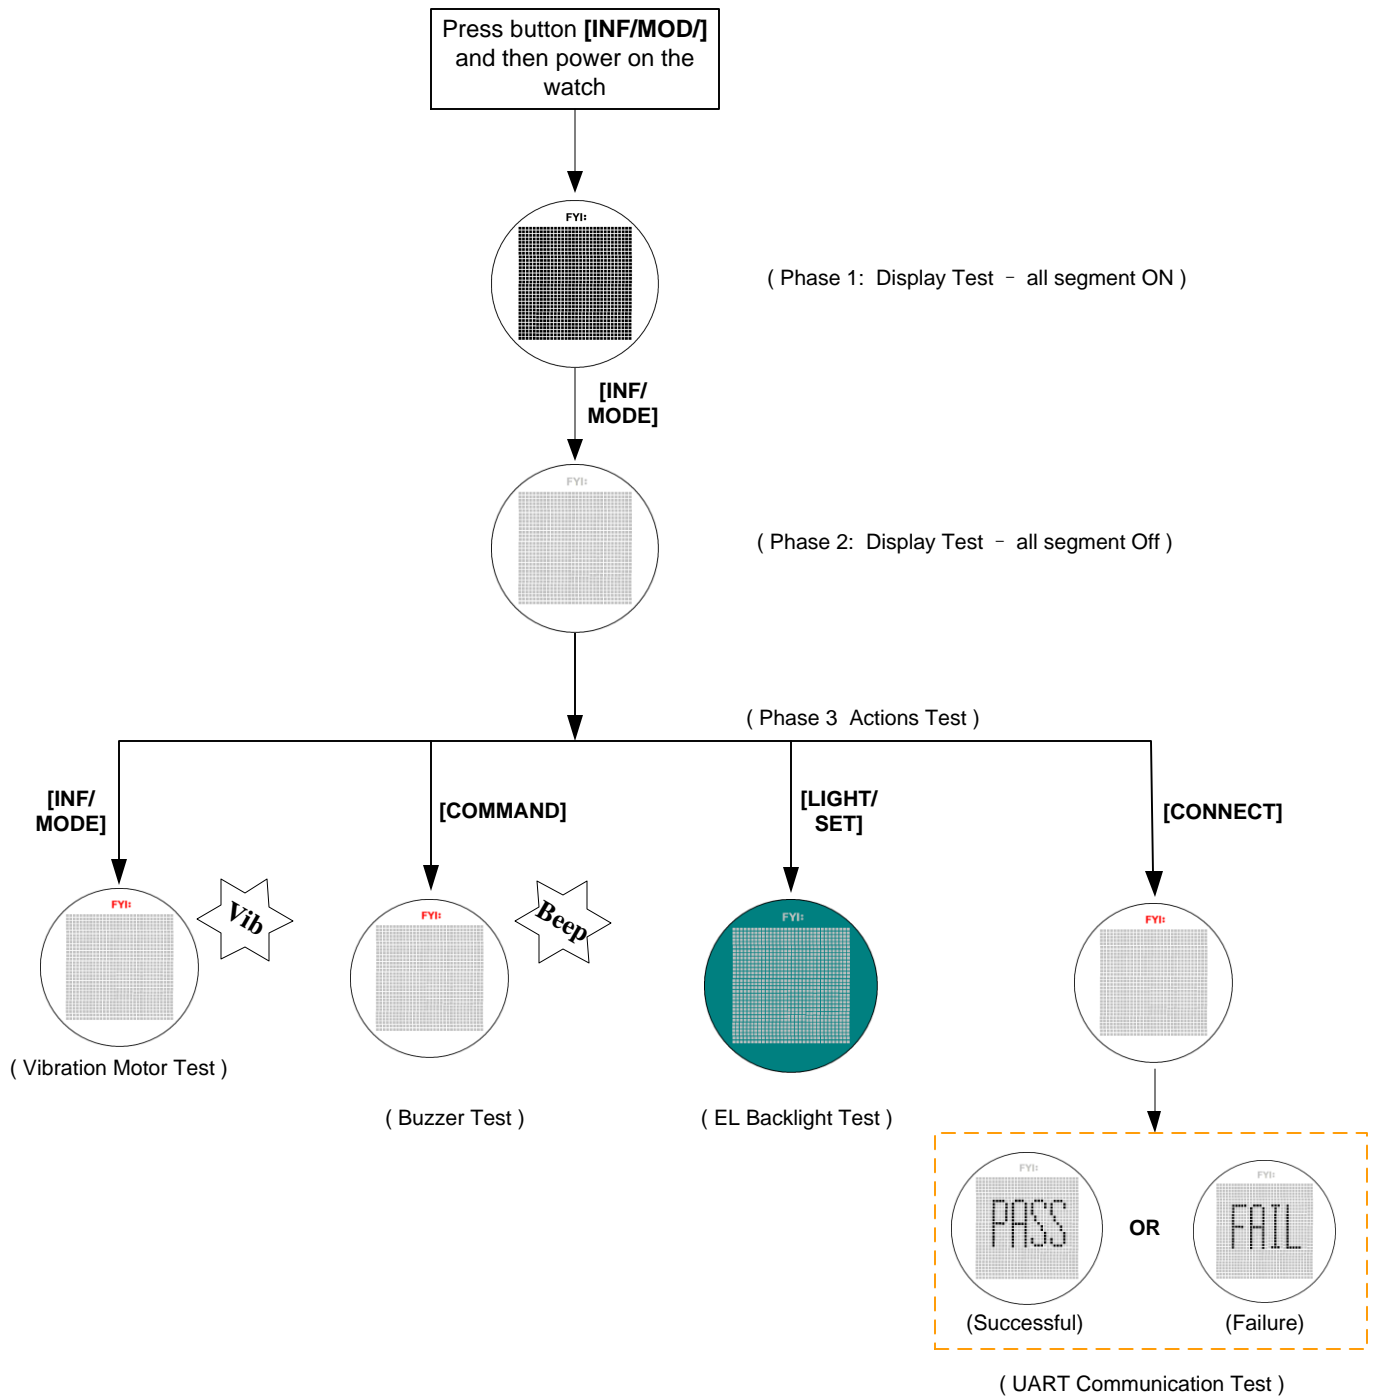 Press button [INF/MOD/]
and then power on the
watch
FYI:
( Phase 1:  Display Test  –  all segment ON )
[INF/
MODE]
FYI:
( Phase 2:  Display Test  –  all segment Off )
( Phase 3  Actions Test )
[INF/
MODE]
[COMMAND]
[LIGHT/
SET]
[CONNECT]
FYI:
Vib
FYI:
Beep
FYI:
FYI:
( Vibration Motor Test )
( Buzzer Test )
( EL Backlight Test )
FYI:
PASS
OR
FYI:
FAIL
(Successful)
(Failure)
( UART Communication Test )